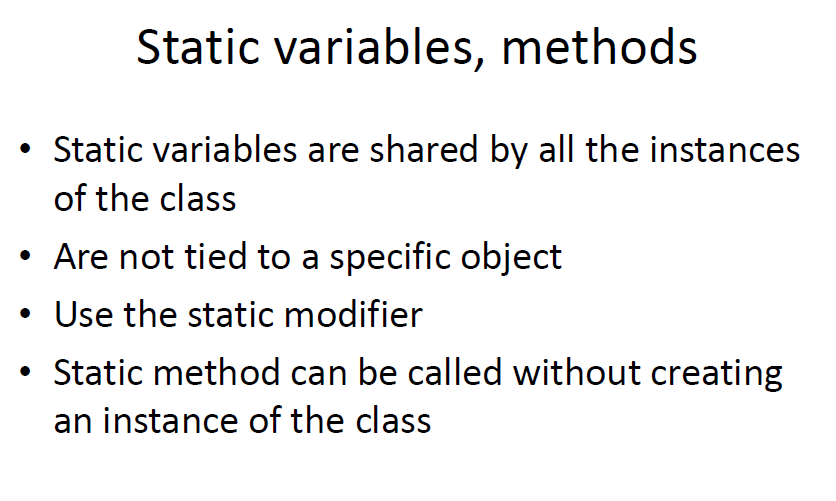 Static variables, methods
• Static variables are shared by all the instances
of the class
• Are not tied to a specific object
• Use the static modifier
• Static method can be called without creating
an instance of the class